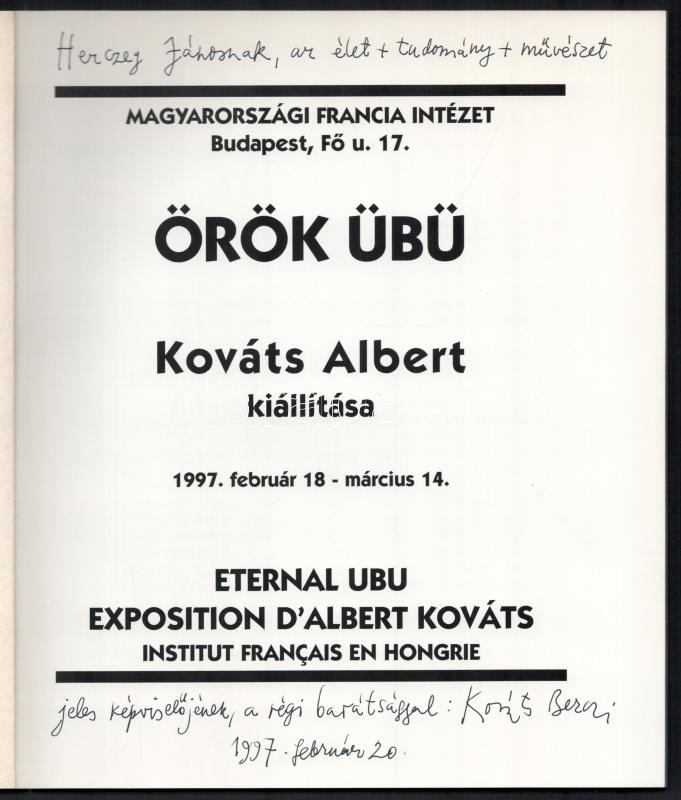 Herczeg Jánosnak, az élet + tudomány + művészet
MAGYARORSZÁGI FRANCIA INTÉZET
Budapest, Fő u. 17.
ÖRÖK ÜBÜ
Kováts Albert
kiállítása
1997. február 18 - március 14.
ETERNAL UBU
EXPOSITION D'ALBERT KOVÁTS
INSTITUT FRANÇAIS EN HONGRIE
jeles képviselőjének, a régi barátsággal: Kováts Berci
1997. február 20.